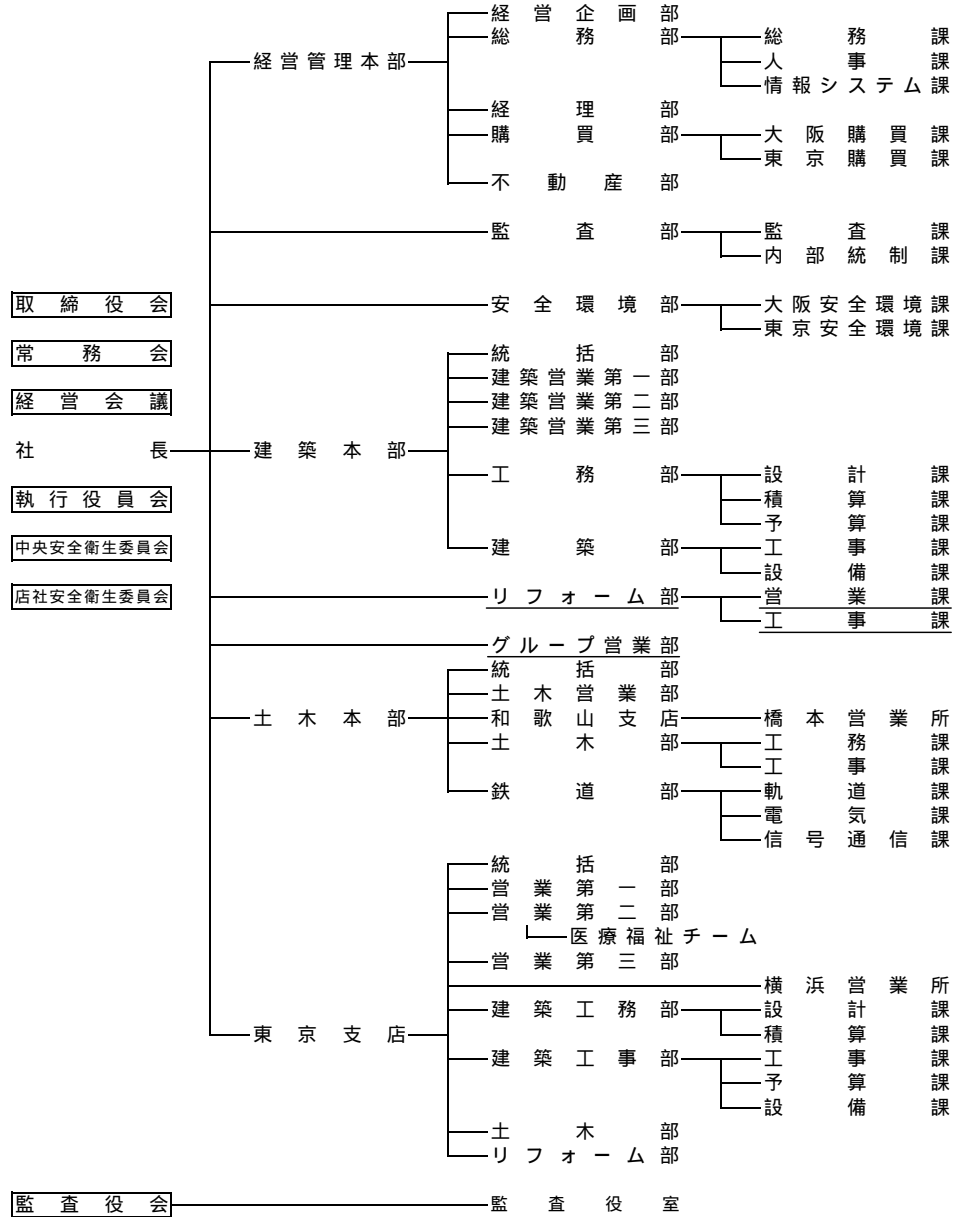 経営企画部
総務部 総務課
経営管理本部 人事課
情報システム課
経理部
購買部 大阪購買課
東京購買課
不動産部
監査部 監査課
内部統制課
取締役会 安全環境部 大阪安全環境課
東京安全環境課
常務会 統括部
建築営業第一部
経営会議 建築営業第二部
建築営業第三部
社長 建築本部
工務部 設計課
執行役員会 積算課
予算課
中央安全衛生委員会 建築部 工事課
設備課
店社安全衛生委員会 リフォーム部 営業課
工事課
グループ営業部
統括部
土木営業部
土木本部 和歌山支店 橋本営業所
土木部 工務課
工事課
鉄道部 軌道課
電気課
信号通信課
統括部
営業第一部
営業第二部
医療福祉チーム
営業第三部
横浜営業所
建築工務部 設計課
東京支店 積算課
建築工事部 工事課
予算課
設備課
土木部
リフォーム部
監査役会 監査役室